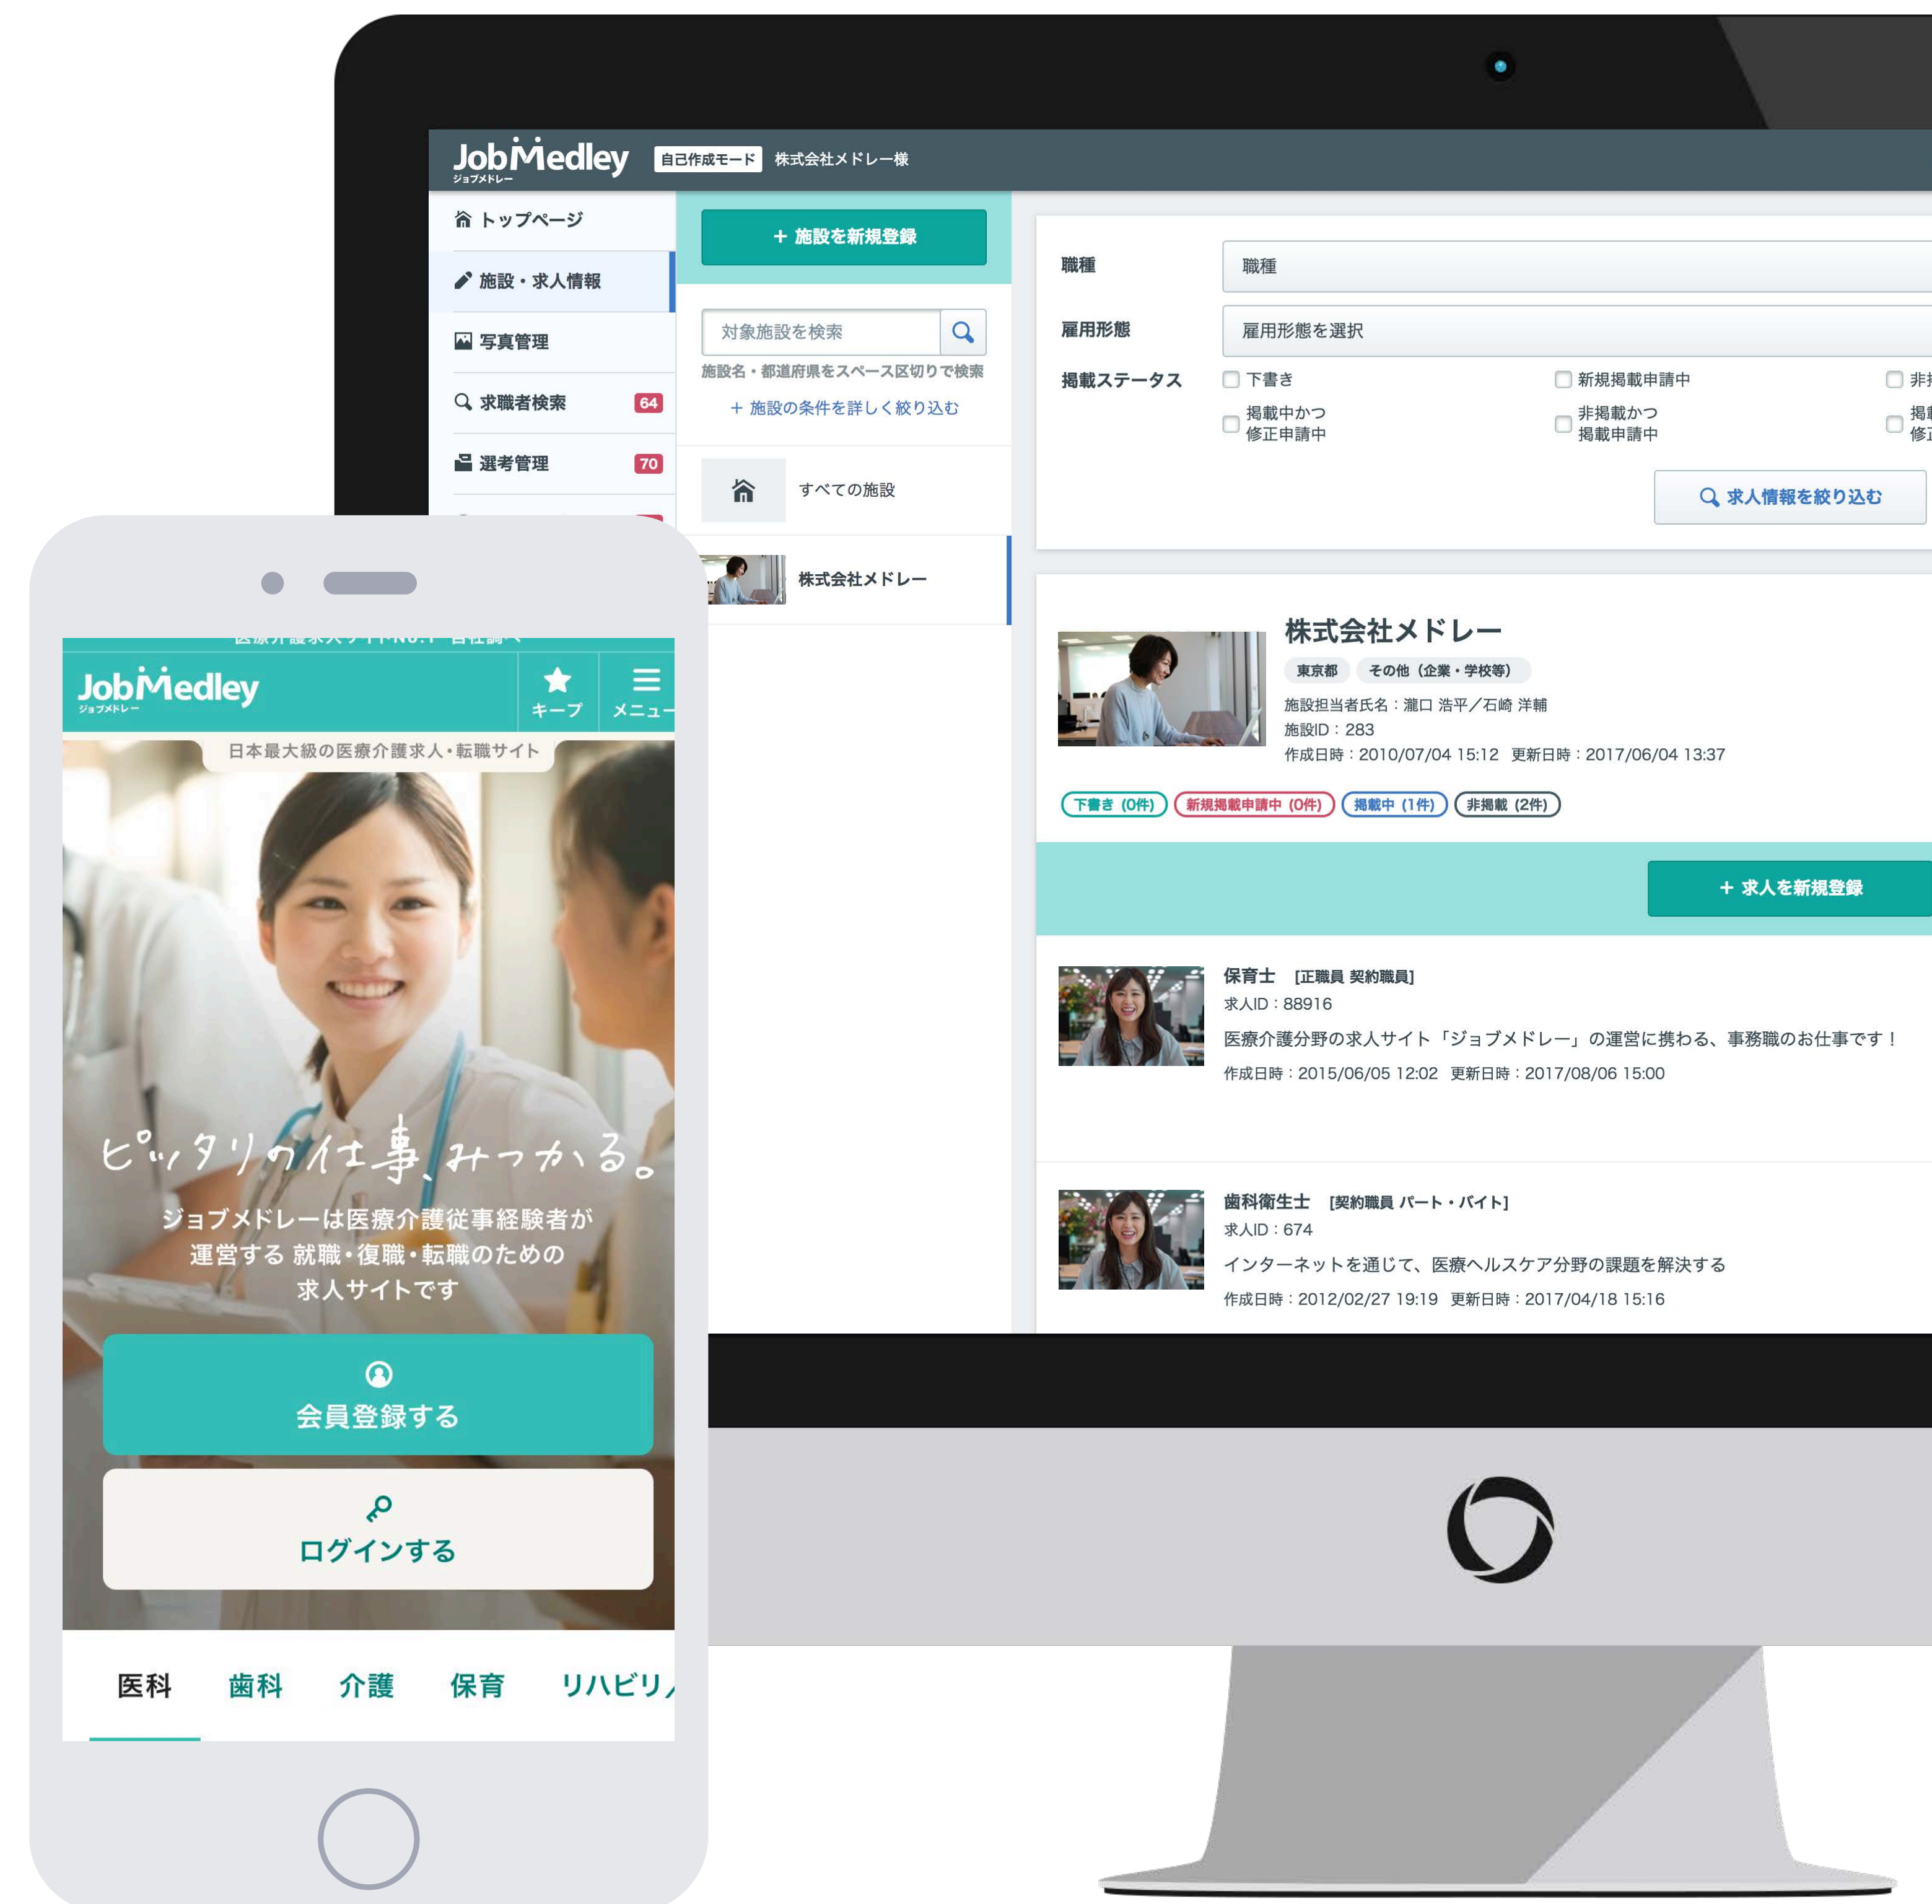 JobMedley
ジョブメドレー
自己作成モード 株式会社メドレー様
トップページ
施設・求人情報
写真管理
求職者検索 64
選考管理 70
+ 施設を新規登録
対象施設を検索
施設名・都道府県をスペース区切りで検索
+ 施設の条件を詳しく絞り込む
すべての施設
株式会社メドレー
職種 職種
雇用形態 雇用形態を選択
掲載ステータス 下書き 新規掲載申請中
掲載中かつ
修正申請中
非掲載かつ
掲載申請中
求人情報を絞り込む
株式会社メドレー
東京都 その他（企業・学校等）
施設担当者氏名：瀧口 浩平／石崎 洋輔
施設ID：283
作成日時：2010/07/04 15:12 更新日時：2017/06/04 13:37
下書き (0件) 新規掲載申請中 (0件) 掲載中 (1件) 非掲載 (2件)
+ 求人を新規登録
保育士 [正職員 契約職員]
求人ID：88916
医療介護分野の求人サイト「ジョブメドレー」の運営に携わる、事務職のお仕事です！
作成日時：2015/06/05 12:02 更新日時：2017/08/06 15:00
歯科衛生士 [契約職員 パート・バイト]
求人ID：674
インターネットを通じて、医療ヘルスケア分野の課題を解決する
作成日時：2012/02/27 19:19 更新日時：2017/04/18 15:16
JobMedley
ジョブメドレー
キープ
メニュー
日本最大級の医療介護求人・転職サイト
ピッタリの仕事、みつかる。
ジョブメドレーは医療介護従事経験者が
運営する 就職・復職・転職のための
求人サイトです
会員登録する
ログインする
医科 歯科 介護 保育 リハビリ